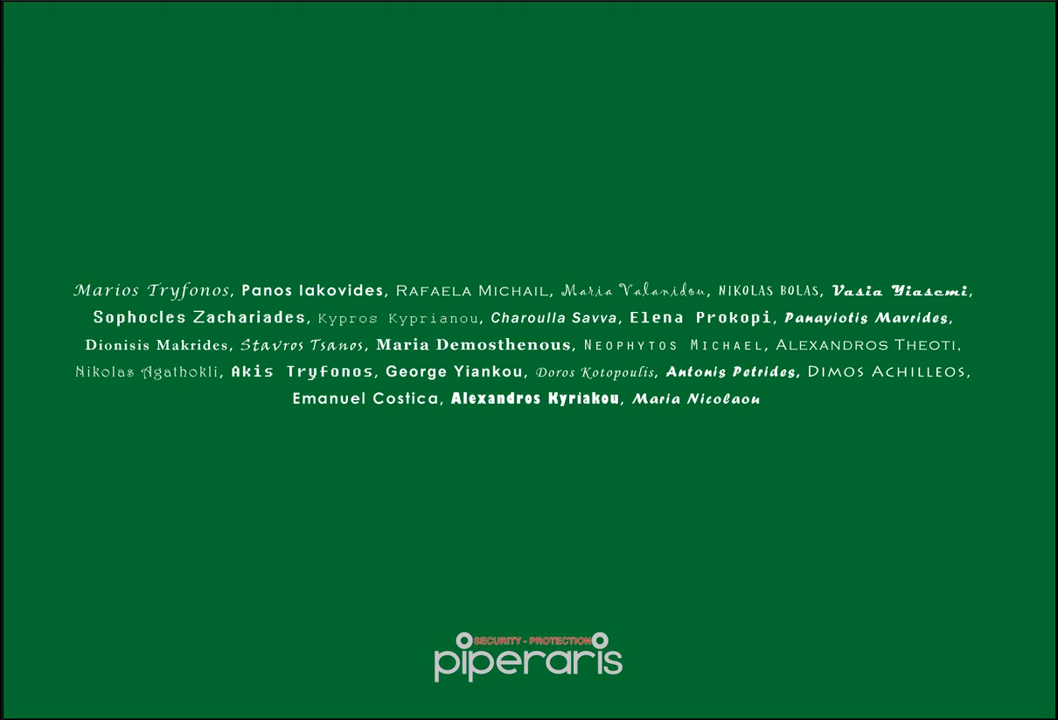 Marios Tryfonos, Panos Iakovides, RAFAELA MICHAIL, Maria Valanidou, NIKOLAS BOLAS, Vasia Yiasemi,
Sophocles Zachariades, Kypros Kyprianou, Charoulla Savva, Elena Prokopi, Panayiotis Mavrides,
Dionisis Makrides, Stavros Tsanos, Maria Demosthenous, NEOPHYTOS MICHAEL, ALEXANDROS THEOTI,
Nikolas Agathokli, Akis Tryfonos, George Yiankou, Doros Kotopoulis, Antonis Petrides, DIMOS ACHILLEOS,
Emanuel Costica, Alexandros Kyriakou, Maria Nicolaou
SECURITY - PROTECTION
piperaris